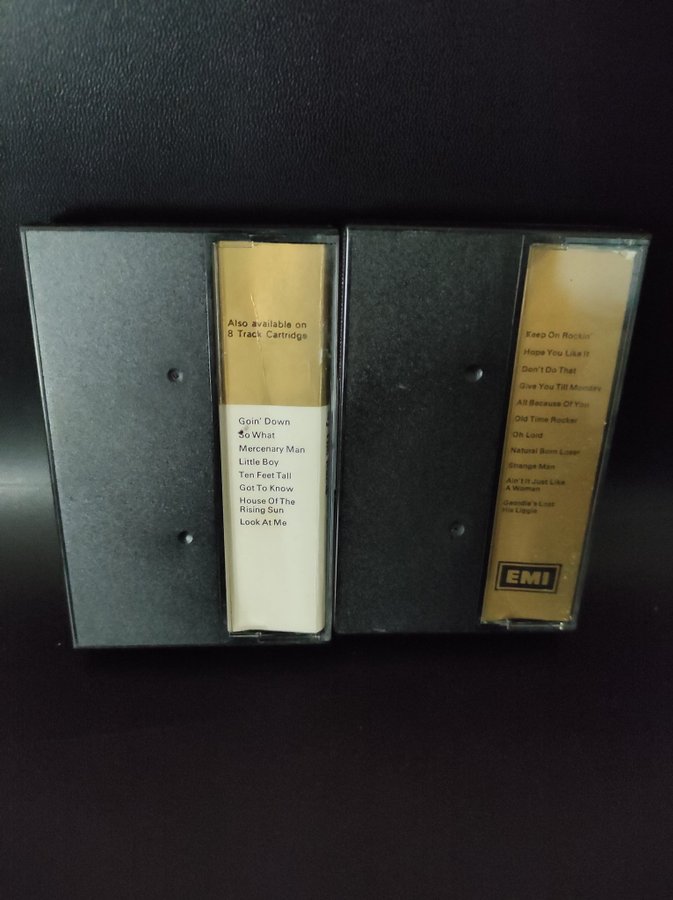 Also available on
8 Track Cartridge
Goin' Down
So What
Mercenary Man
Little Boy
Ten Feet Tall
Got To Know
House Of The
Rising Sun
Look At Me
Keep On Rockin'
Hope You Like It
Don't Do That
Give You Till Monday
All Because Of You
Old Time Rocker
Oh Lord
Natural Born Loser
Strange Man
Ain't It Just Like
A Woman
Geordie's Lost
His Liggie
EMI